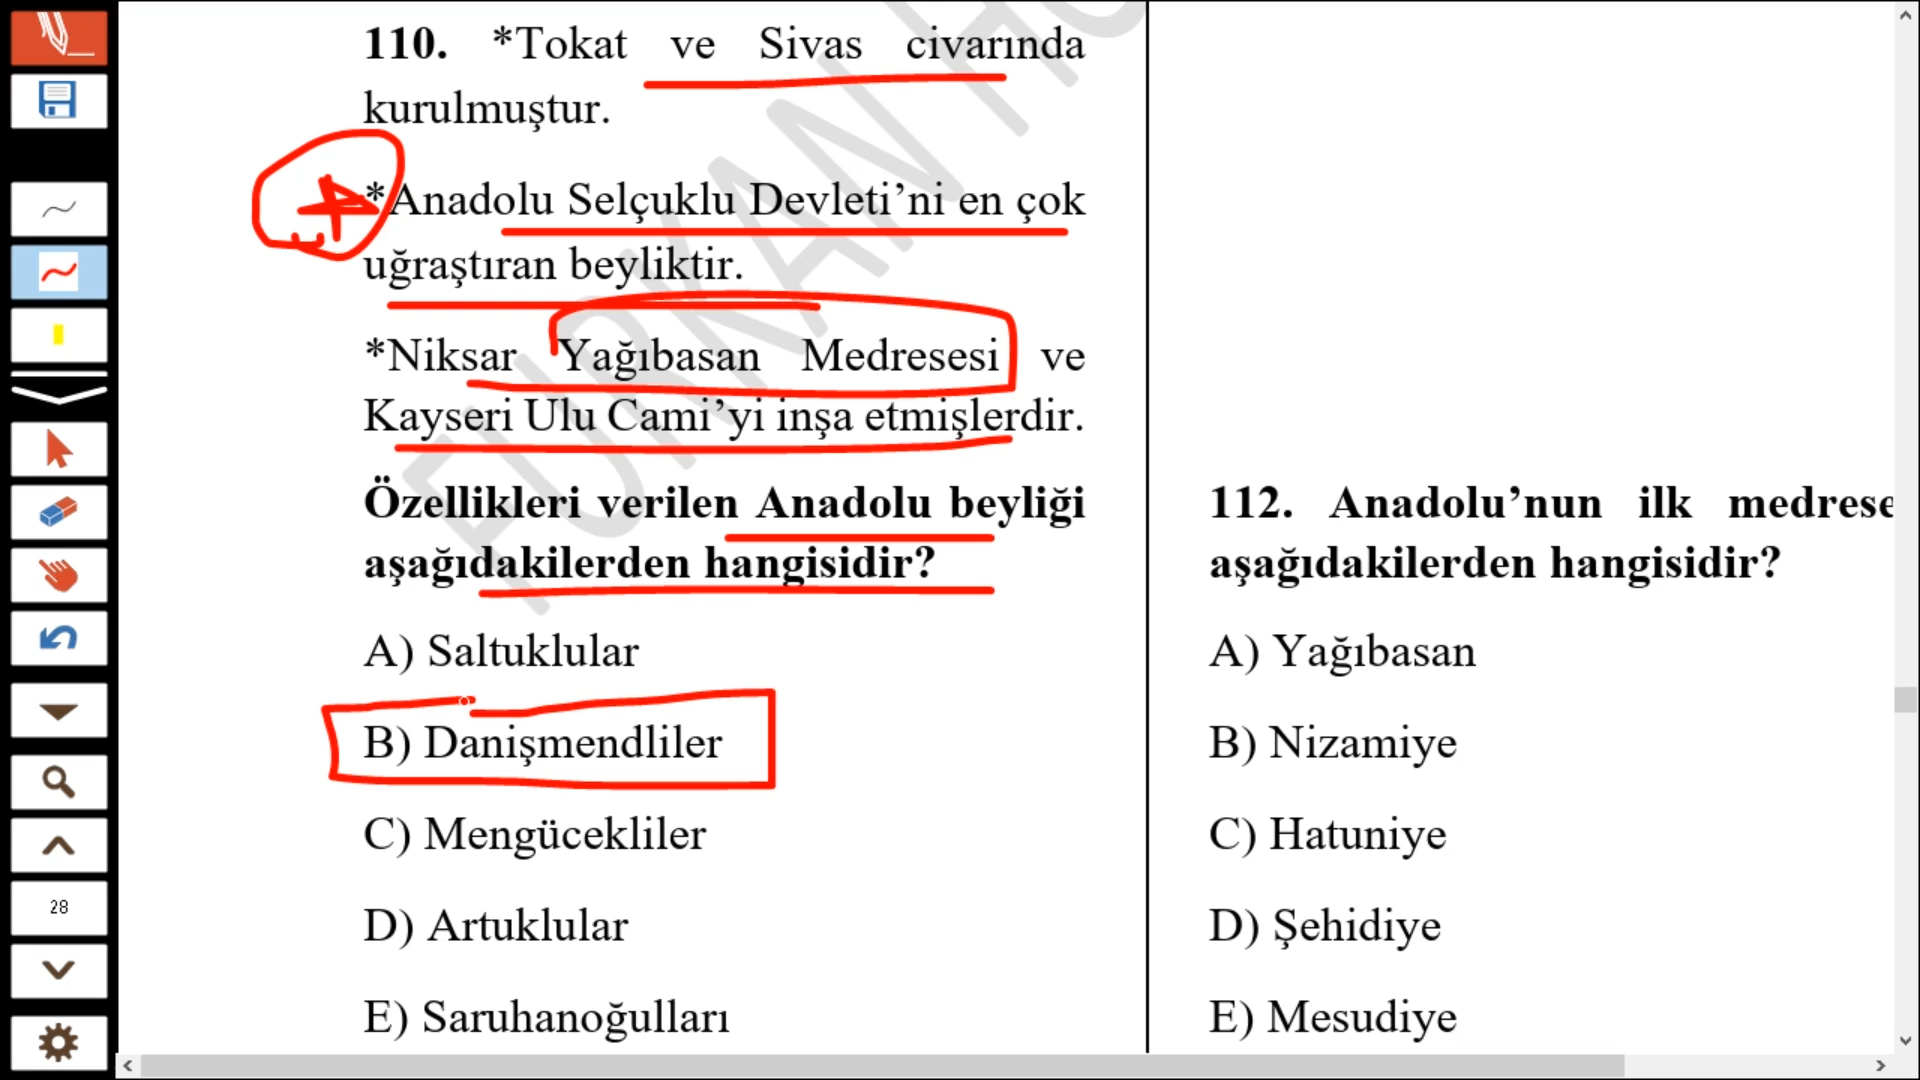 110. *Tokat ve Sivas civarında
kurulmuştur.
*Anadolu Selçuklu Devleti’ni en çok
uğraştıran beyliktir.
*Niksar Yağıbasan Medresesi ve
Kayseri Ulu Cami’yi inşa etmişlerdir.
Özellikleri verilen Anadolu beyliği
aşağıdakilerden hangisidir?
A) Saltuklular
B) Danişmendliler
C) Mengücekliler
D) Artuklular
E) Saruhanoğulları
112. Anadolu’nun ilk medrese
aşağıdakilerden hangisidir?
A) Yağıbasan
B) Nizamiye
C) Hatuniye
D) Şehidiye
E) Mesudiye
FURKAN HO
28